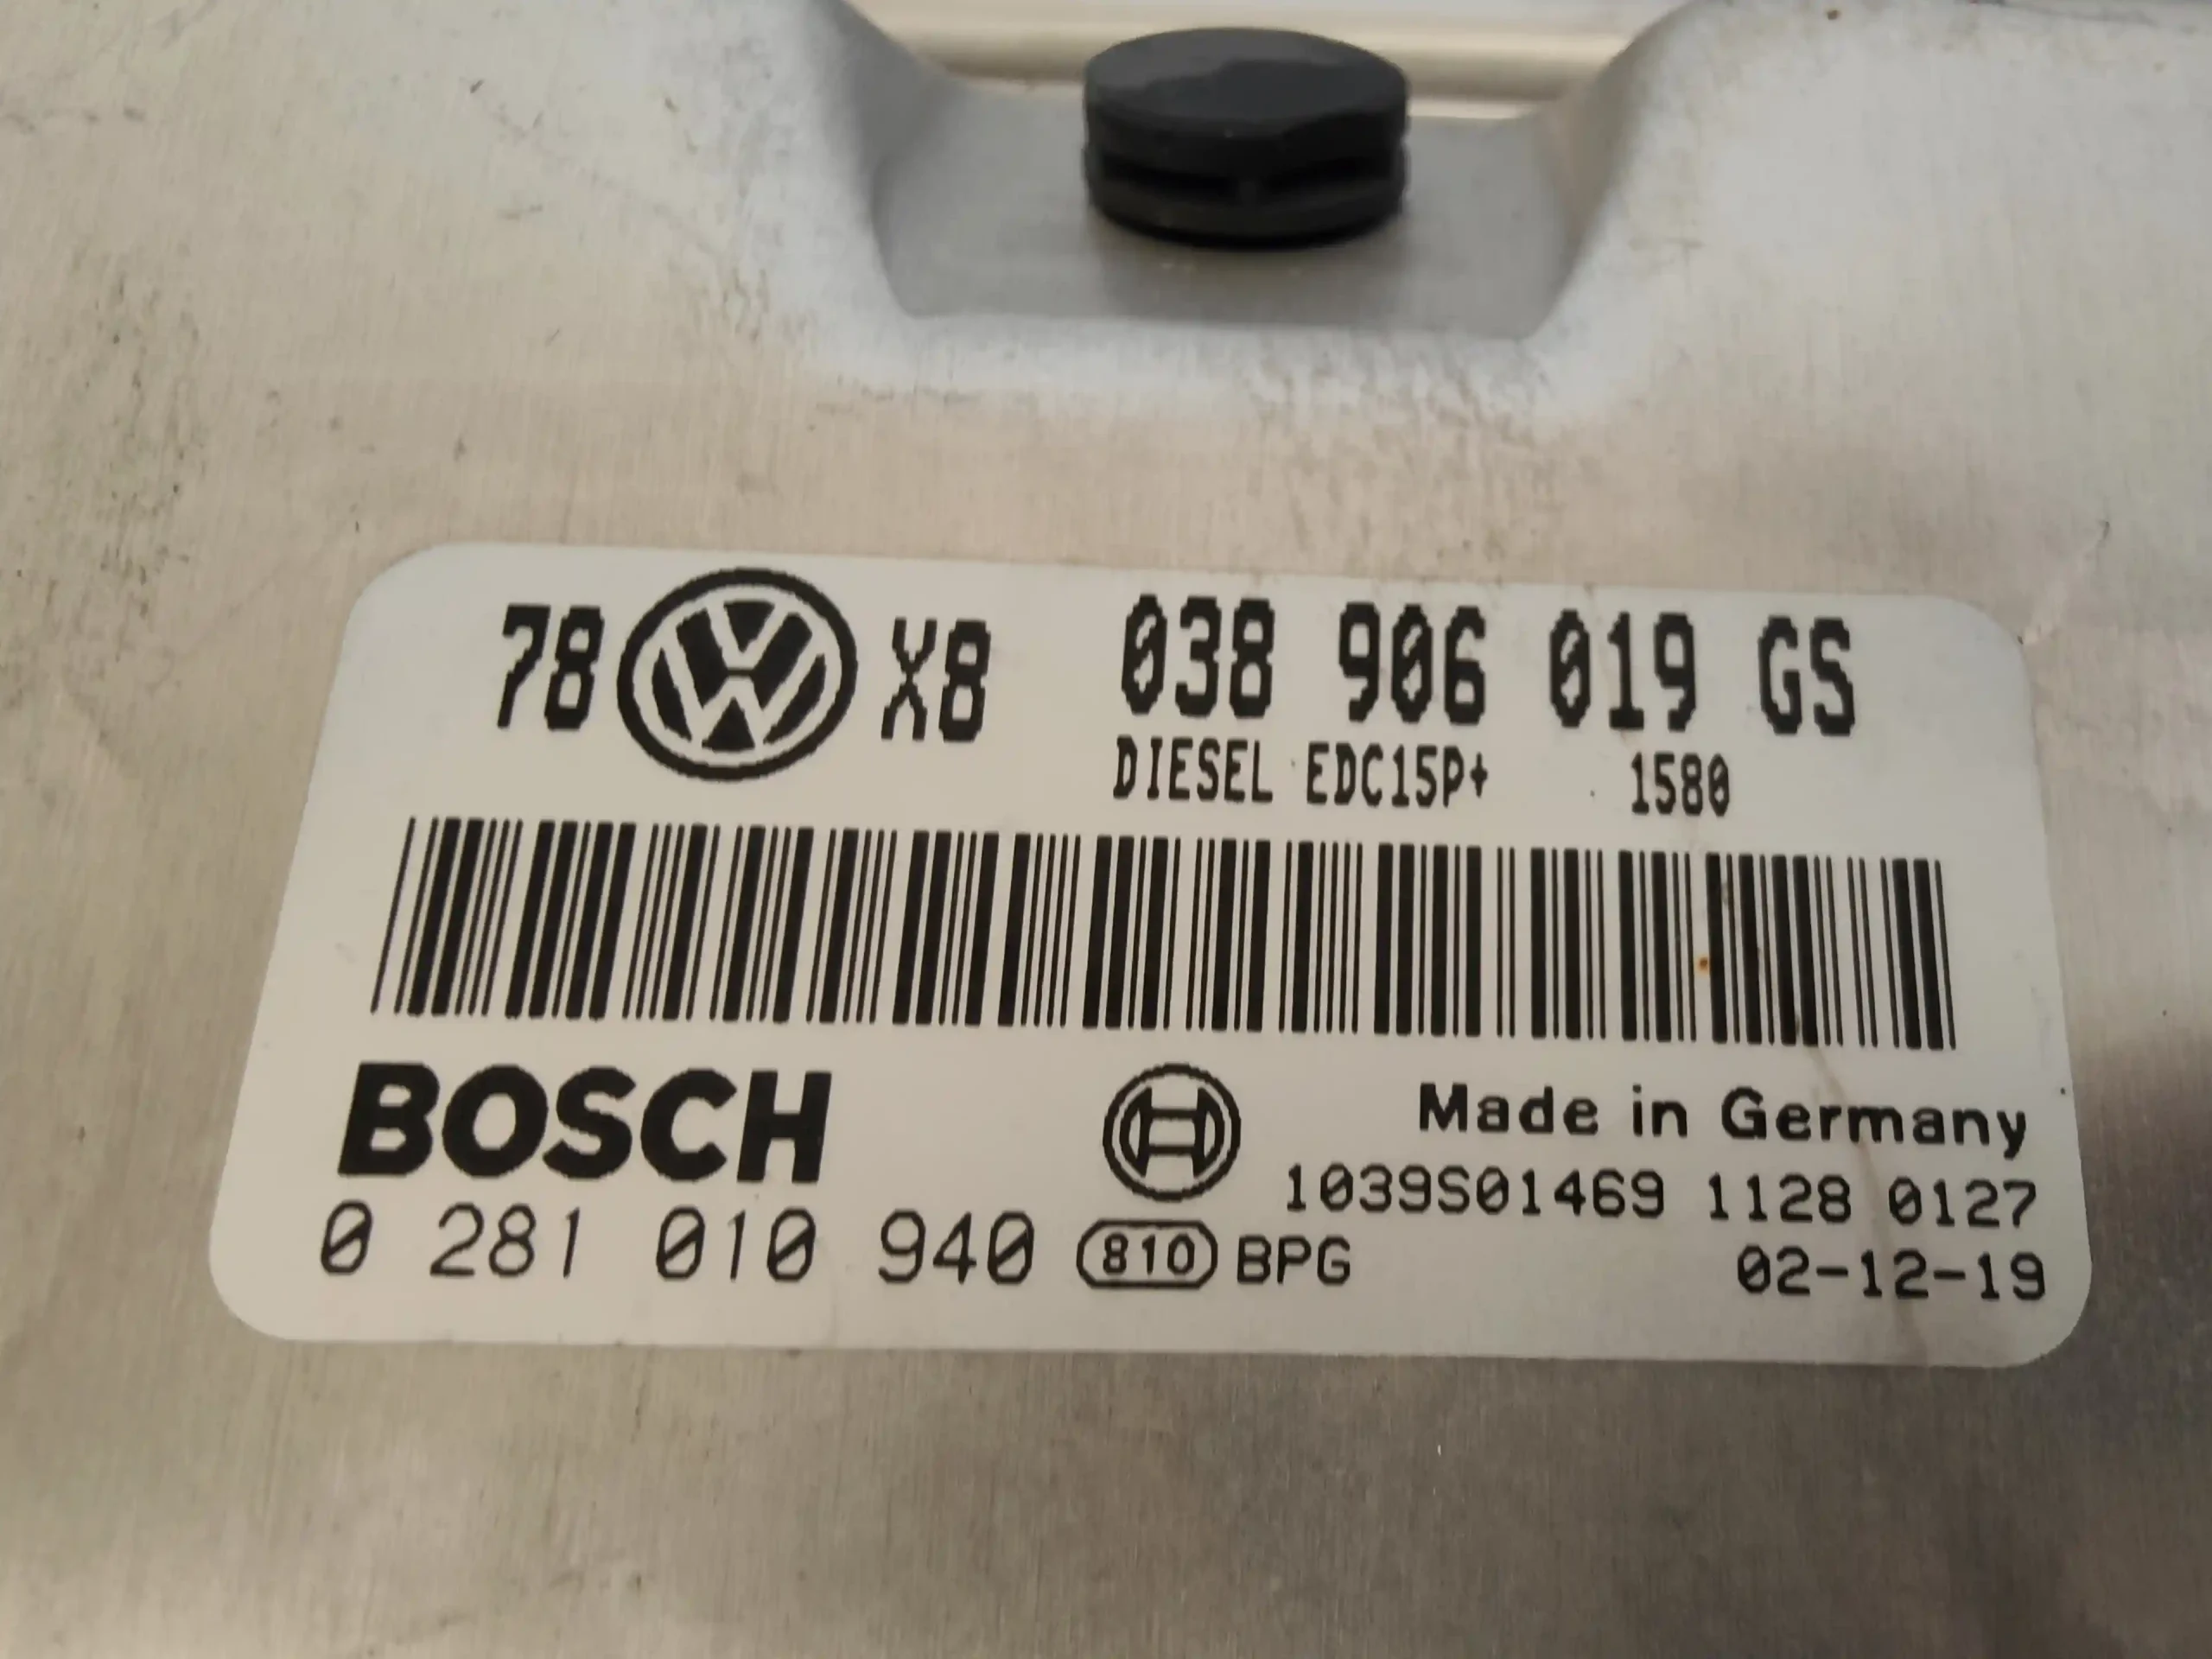 78 VW X8 038 906 019 GS
DIESEL EDC15P+ 1580
BOSCH
Made in Germany
1039S01469 1128 0127
0 281 010 940 810 BPG
02-12-19